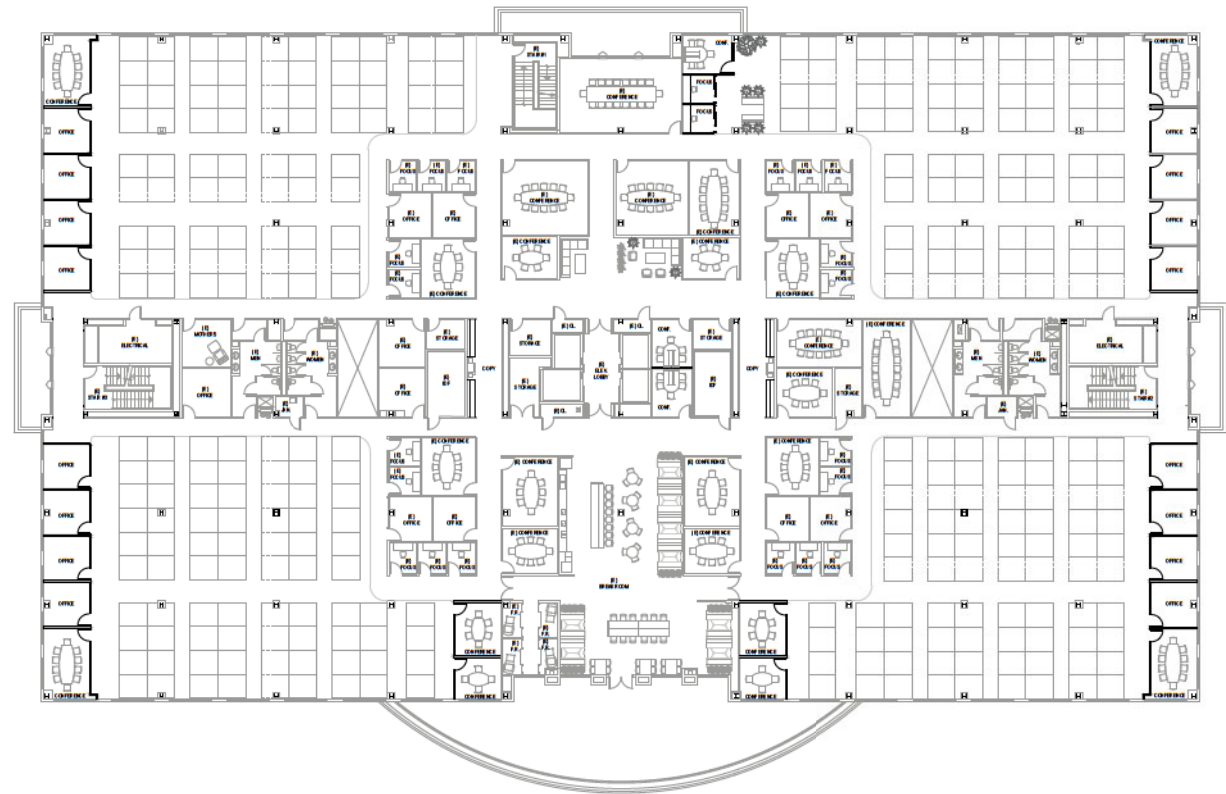 [E]
STAIR #1
CONF.
FOCUS
FOCUS
[E]
CONFERENCE
CONFERENCE
CONFERENCE
OFFICE
OFFICE
OFFICE
OFFICE
OFFICE
OFFICE
OFFICE
OFFICE
[E]
FOCUS
[E]
FOCUS
[E]
FOCUS
[E]
CONFERENCE
[E]
CONFERENCE
[E] CONFERENCE
[E]
FOCUS
[E]
FOCUS
[E]
FOCUS
[E]
OFFICE
[E]
OFFICE
[E]
OFFICE
[E]
OFFICE
[E] CONFERENCE
[E] CONFERENCE
[E]
FOCUS
[E]
FOCUS
[E] CONFERENCE
[E] CONFERENCE
[E]
FOCUS
[E]
FOCUS
[E]
ELECTRICAL
[E]
MOTHERS
[E]
MEN
[E]
WOMEN
[E]
OFFICE
[E]
STORAGE
[E] CL.
[E]
STORAGE
[E] CL.
CONF.
[E]
STORAGE
[E]
CONFERENCE
[E] CONFERENCE
[E]
MEN
[E]
WOMEN
[E]
ELECTRICAL
COPY
[E]
ELEV.
LOBBY
COPY
[E]
OFFICE
[E]
OFFICE
[E]
IDF
[E]
STORAGE
[E] CL.
CONF.
[E]
IDF
[E] CONFERENCE
[E]
STORAGE
[E]
JAN.
[E]
JAN.
[E]
STAIR #3
[E]
STAIR #2
OFFICE
OFFICE
OFFICE
OFFICE
OFFICE
OFFICE
OFFICE
OFFICE
[E]
FOCUS
[E]
FOCUS
[E] CONFERENCE
[E] CONFERENCE
[E] CONFERENCE
[E] CONFERENCE
[E]
FOCUS
[E]
FOCUS
[E]
OFFICE
[E]
OFFICE
[E] CONFERENCE
[E] CONFERENCE
[E]
OFFICE
[E]
OFFICE
[E]
FOCUS
[E]
FOCUS
[E]
FOCUS
[E]
BREAK ROOM
[E]
FOCUS
[E]
FOCUS
[E]
FOCUS
[E]
P.R.
[E]
P.R.
[E]
P.R.
[E]
P.R.
CONFERENCE
CONFERENCE
CONFERENCE
CONFERENCE
CONFERENCE
CONFERENCE